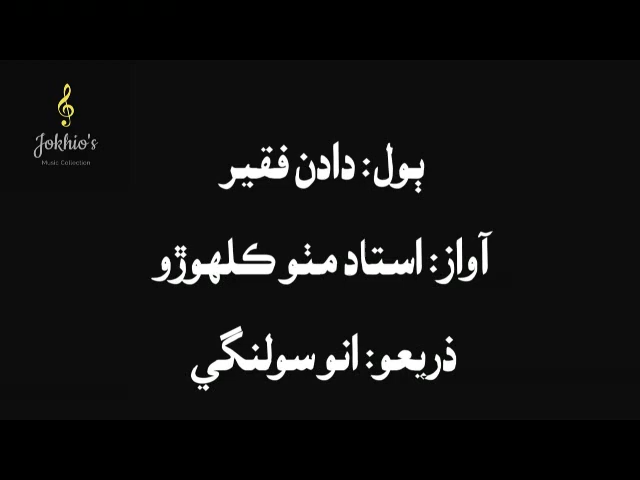 Jokhio's
Music Collection
ٻول: دادن فقير
آواز: استاد مٺو ڪلهوڙو
ذريعو: انو سولنگي